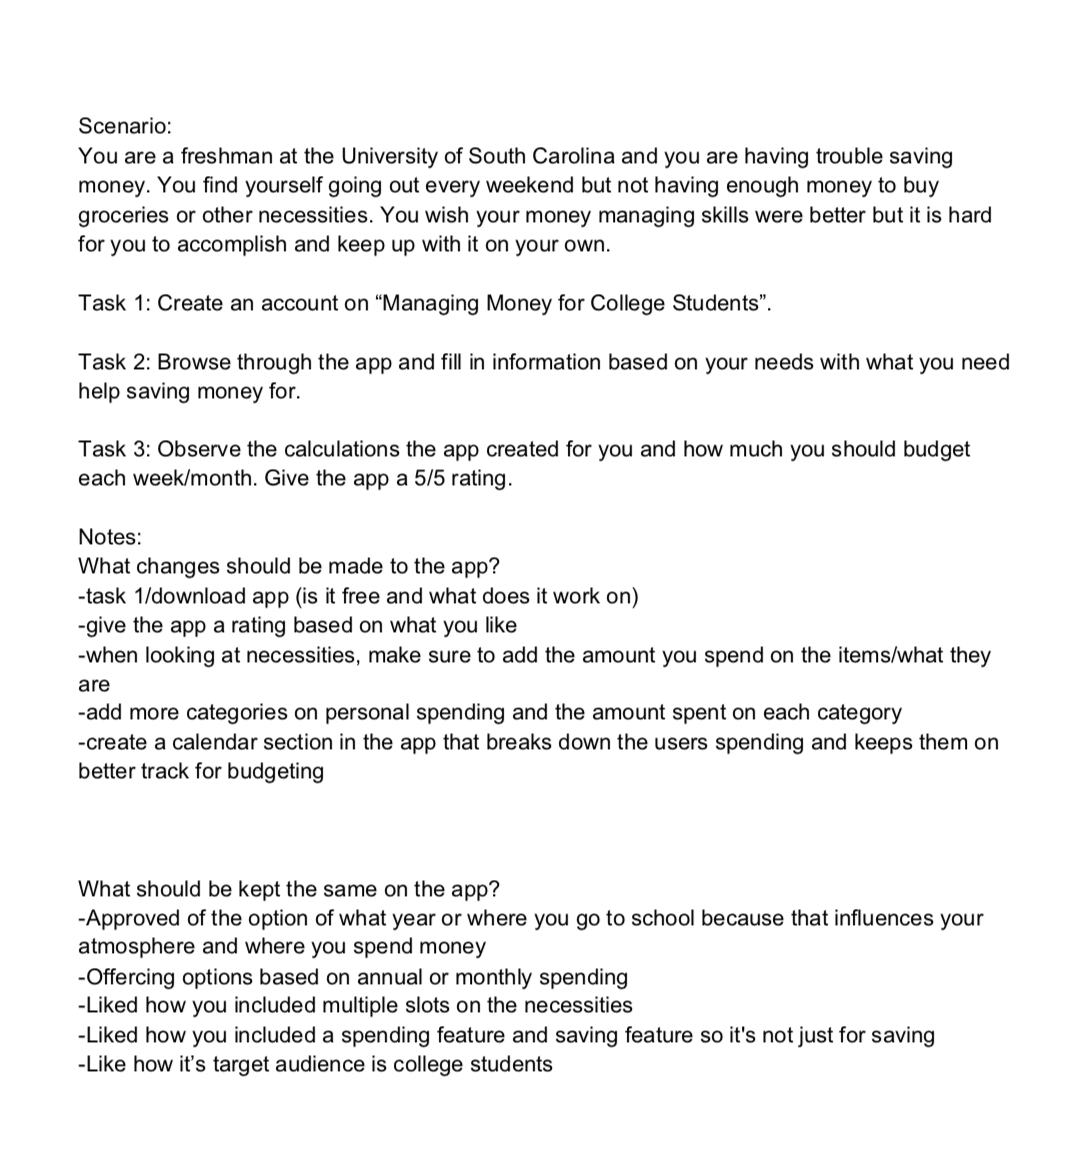 Scenario:
You are a freshman at the University of South Carolina and you are having trouble saving
money. You find yourself going out every weekend but not having enough money to buy
groceries or other necessities. You wish your money managing skills were better but it is hard
for you to accomplish and keep up with it on your own.
Task 1: Create an account on “Managing Money for College Students”.
Task 2: Browse through the app and fill in information based on your needs with what you need
help saving money for.
Task 3: Observe the calculations the app created for you and how much you should budget
each week/month. Give the app a 5/5 rating.
Notes:
What changes should be made to the app?
-task 1/download app (is it free and what does it work on)
-give the app a rating based on what you like
-when looking at necessities, make sure to add the amount you spend on the items/what they
are
-add more categories on personal spending and the amount spent on each category
-create a calendar section in the app that breaks down the users spending and keeps them on
better track for budgeting
What should be kept the same on the app?
-Approved of the option of what year or where you go to school because that influences your
atmosphere and where you spend money
-Offercing options based on annual or monthly spending
-Liked how you included multiple slots on the necessities
-Liked how you included a spending feature and saving feature so it's not just for saving
-Like how it’s target audience is college students